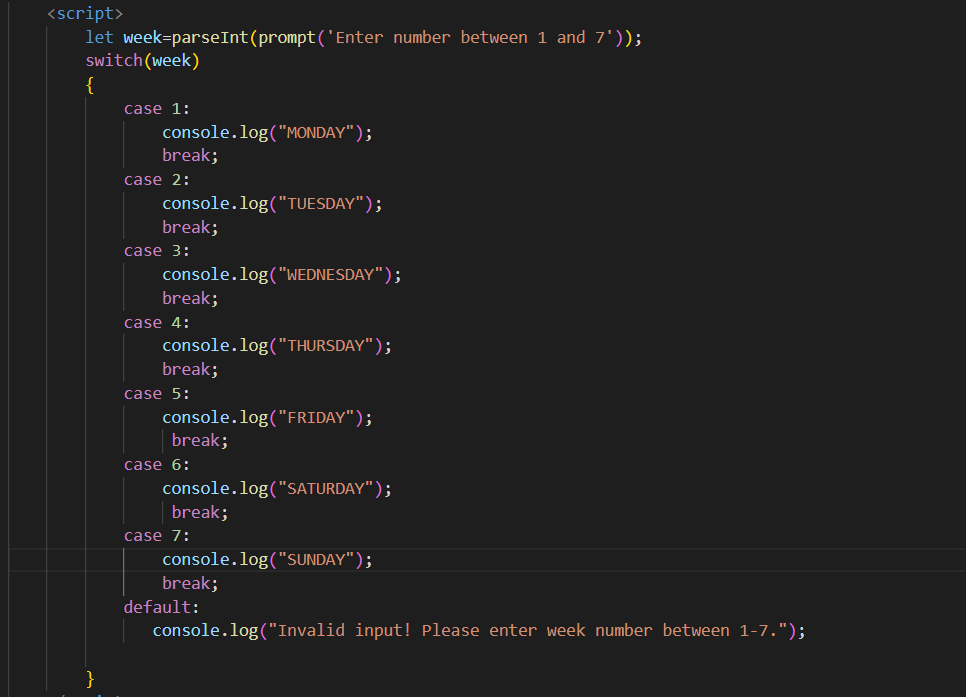 <script>
let week=parseInt(prompt('Enter number between 1 and 7'));
switch(week)
{
case 1:
console.log("MONDAY");
break;
case 2:
console.log("TUESDAY");
break;
case 3:
console.log("WEDNESDAY");
break;
case 4:
console.log("THURSDAY");
break;
case 5:
console.log("FRIDAY");
break;
case 6:
console.log("SATURDAY");
break;
case 7:
console.log("SUNDAY");
break;
default:
console.log("Invalid input! Please enter week number between 1-7.");
}